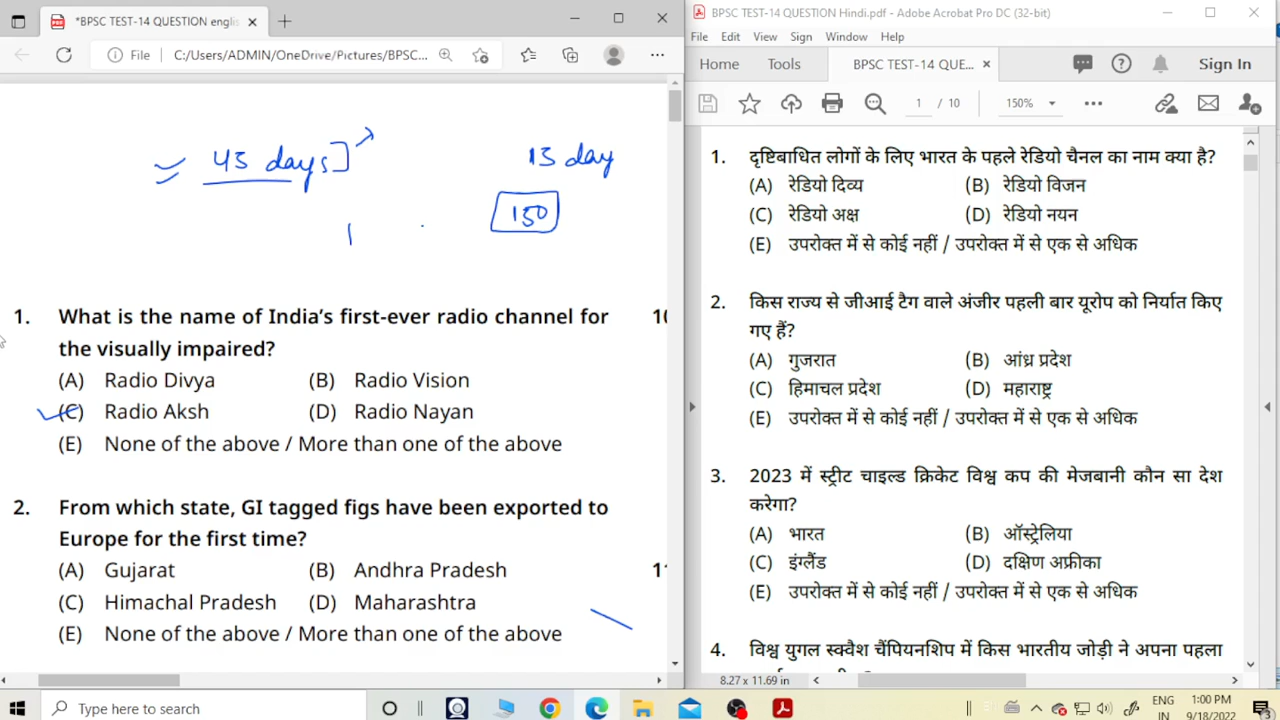 *BPSC TEST-14 QUESTION engli
File
C:/Users/ADMIN/OneDrive/Pictures/BPSC...
45 days]
15 day
150
1. What is the name of India's first-ever radio channel for
the visually impaired?
(A) Radio Divya (B) Radio Vision
(C) Radio Aksh (D) Radio Nayan
(E) None of the above / More than one of the above
2. From which state, GI tagged figs have been exported to
Europe for the first time?
(A) Gujarat (B) Andhra Pradesh
(C) Himachal Pradesh (D) Maharashtra
(E) None of the above / More than one of the above
10
11
BPSC TEST-14 QUESTION Hindi.pdf - Adobe Acrobat Pro DC (32-bit)
File Edit View Sign Window Help
Home Tools BPSC TEST-14 QUE... Sign In
1 / 10 150%
1. दृष्टिबाधित लोगों के लिए भारत के पहले रेडियो चैनल का नाम क्या है?
(A) रेडियो दिव्य (B) रेडियो विजन
(C) रेडियो अक्ष (D) रेडियो नयन
(E) उपरोक्त में से कोई नहीं / उपरोक्त में से एक से अधिक
2. किस राज्य से जीआई टैग वाले अंजीर पहली बार यूरोप को निर्यात किए
गए हैं?
(A) गुजरात (B) आंध्र प्रदेश
(C) हिमाचल प्रदेश (D) महाराष्ट्र
(E) उपरोक्त में से कोई नहीं / उपरोक्त में से एक से अधिक
3. 2023 में स्ट्रीट चाइल्ड क्रिकेट विश्व कप की मेजबानी कौन सा देश
करेगा?
(A) भारत (B) ऑस्ट्रेलिया
(C) इंग्लैंड (D) दक्षिण अफ्रीका
(E) उपरोक्त में से कोई नहीं / उपरोक्त में से एक से अधिक
4. विश्व युगल स्क्वैश चैंपियनशिप में किस भारतीय जोड़ी ने अपना पहला
8.27 x 11.69 in
Type here to search
ENG
IN
1:00 PM
9/18/2022